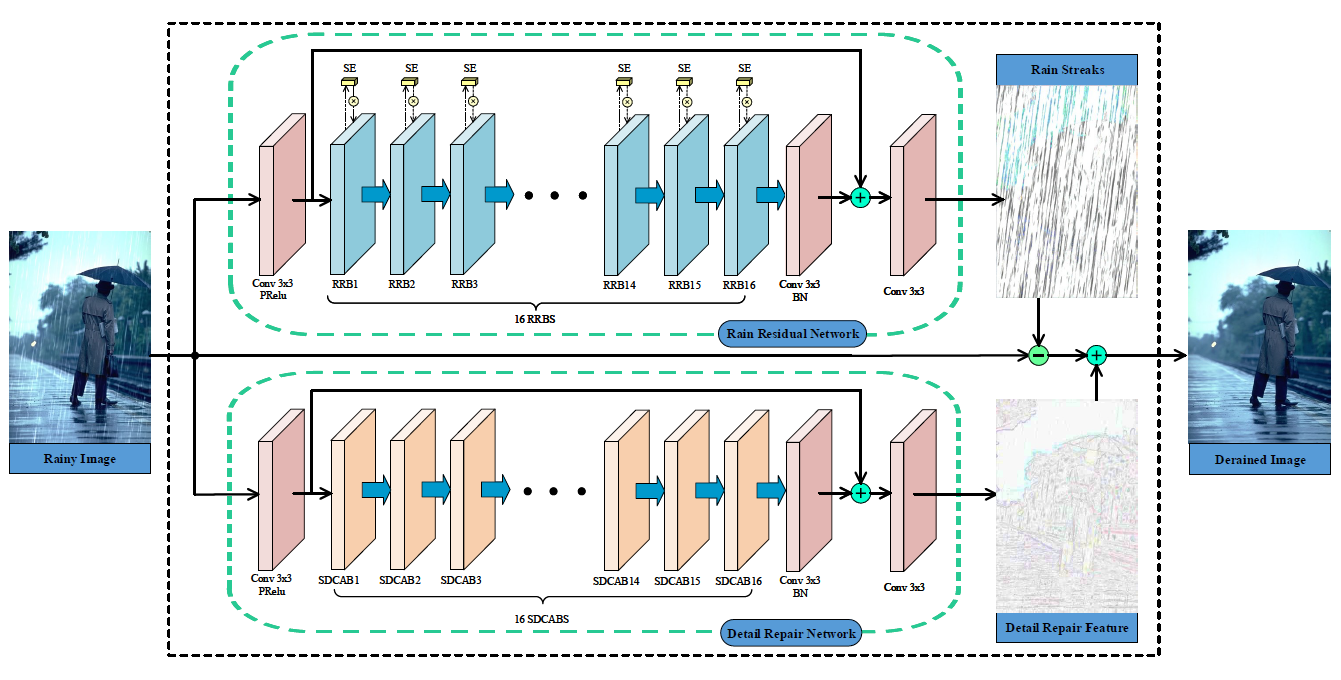 Rain Streaks
SE
SE
SE
SE
SE
SE
Conv 3x3
PRelu
RRB1
RRB2
RRB3
RRB14
RRB15
RRB16
Conv 3x3
BN
Conv 3x3
16 RRBS
Rain Residual Network
Rainy Image
Derained Image
Conv 3x3
PRelu
SDCAB1
SDCAB2
SDCAB3
SDCAB14
SDCAB15
SDCAB16
Conv 3x3
BN
Conv 3x3
16 SDCABS
Detail Repair Network
Detail Repair Feature